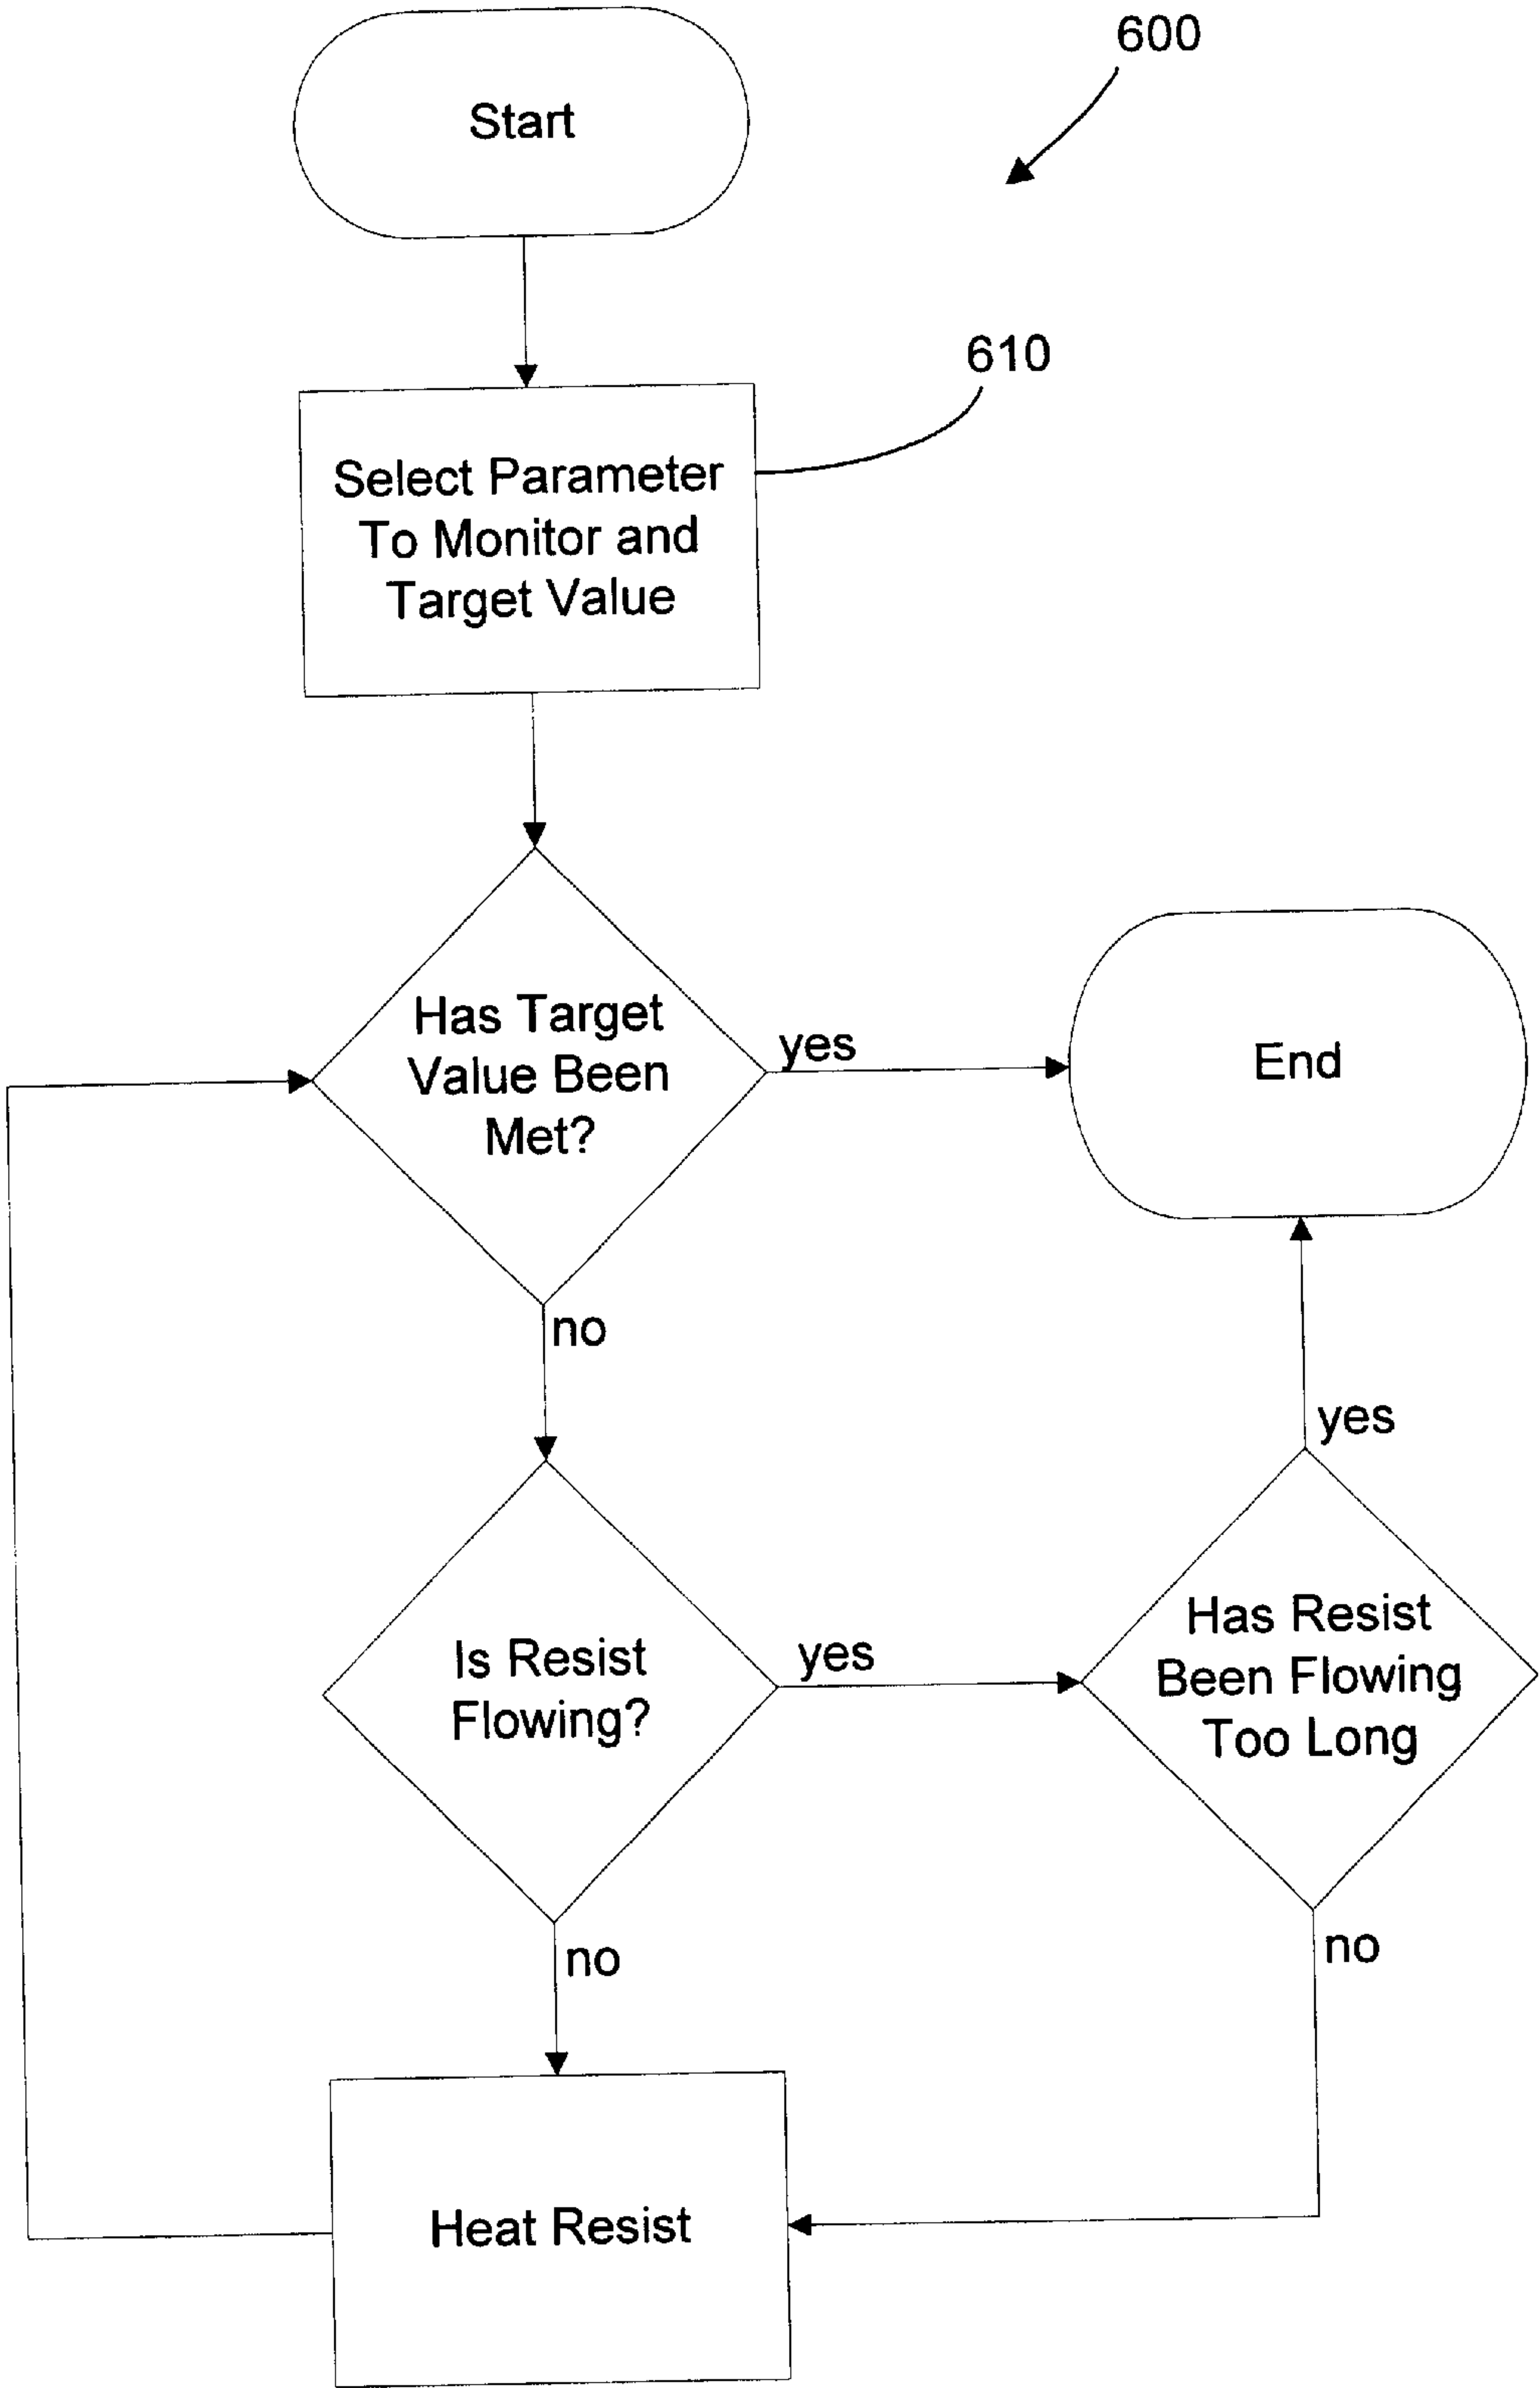 600
Start
610
Select Parameter
To Monitor and
Target Value
Has Target
Value Been
Met?
yes
End
no
yes
Is Resist
Flowing?
yes
Has Resist
Been Flowing
Too Long
no
no
Heat Resist